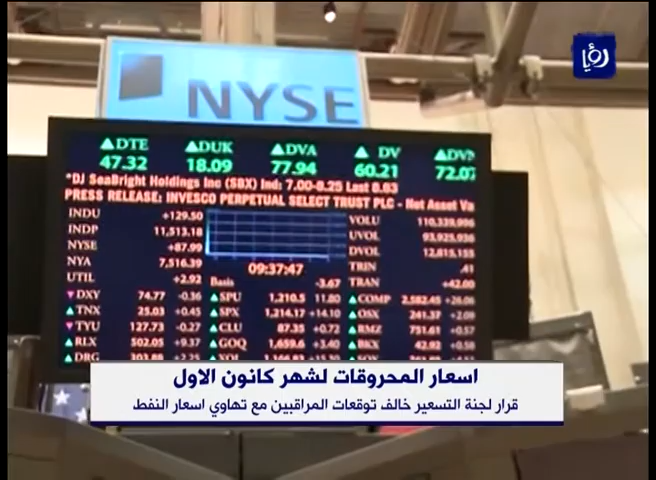 رؤيا
NYSE
▲DTE ▲DUK ▲DVA ▲DV ▲DVN
47.32 18.09 77.94 60.21 72.07
*DJ SeaBright Holdings Inc (SBX) Ind: 7.00-8.25 Last 8.63
PRESS RELEASE: INVESCO PERPETUAL SELECT TRUST PLC - Net Asset Va
INDU +129.50 VOLU 110,339,996
INDP 11,513.18 UVOL 93,925,936
NYSE +87.99 DVOL 12,815,155
NYA 7,516.39 09:37:47 TRIN .41
UTIL +2.92 Basis -3.67 TRAN +42.00
▼DXY 74.77 -0.36 ▲SPU 1,210.5 11.80 ▲COMP 2,582.45 +26.06
▲TNX 25.03 +0.45 ▲SPX 1,214.17 +14.10 ▲OSX 241.37 +2.09
▼TYU 127.73 -0.27 ▲CLU 87.35 +0.72 ▲RMZ 751.61 +0.57
▲RLX 502.05 +9.37 ▲GOQ 1,659.6 +3.40 ▲BKX 42.92 +0.58
▲DRG 303.88 +2.25
اسعار المحروقات لشهر كانون الاول
قرار لجنة التسعير خالف توقعات المراقبين مع تهاوي اسعار النفط